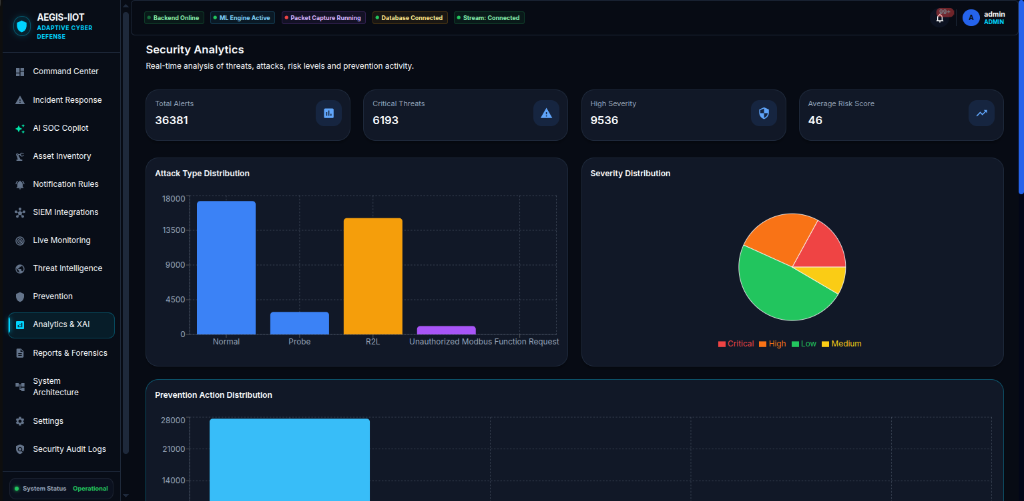 AEGIS-IIOT
ADAPTIVE CYBER
DEFENSE
Backend Online
ML Engine Active
Packet Capture Running
Database Connected
Stream: Connected
99+
A
admin
ADMIN
Command Center
Incident Response
AI SOC Copilot
Asset Inventory
Notification Rules
SIEM Integrations
Live Monitoring
Threat Intelligence
Prevention
Analytics & XAI
Reports & Forensics
System
Architecture
Settings
Security Audit Logs
System Status Operational
Security Analytics
Real-time analysis of threats, attacks, risk levels and prevention activity.
Total Alerts
36381
Critical Threats
6193
High Severity
9536
Average Risk Score
46
Attack Type Distribution
18000
13500
9000
4500
0
Normal
Probe
R2L
Unauthorized Modbus Function Request
Severity Distribution
Critical
High
Low
Medium
Prevention Action Distribution
28000
21000
14000